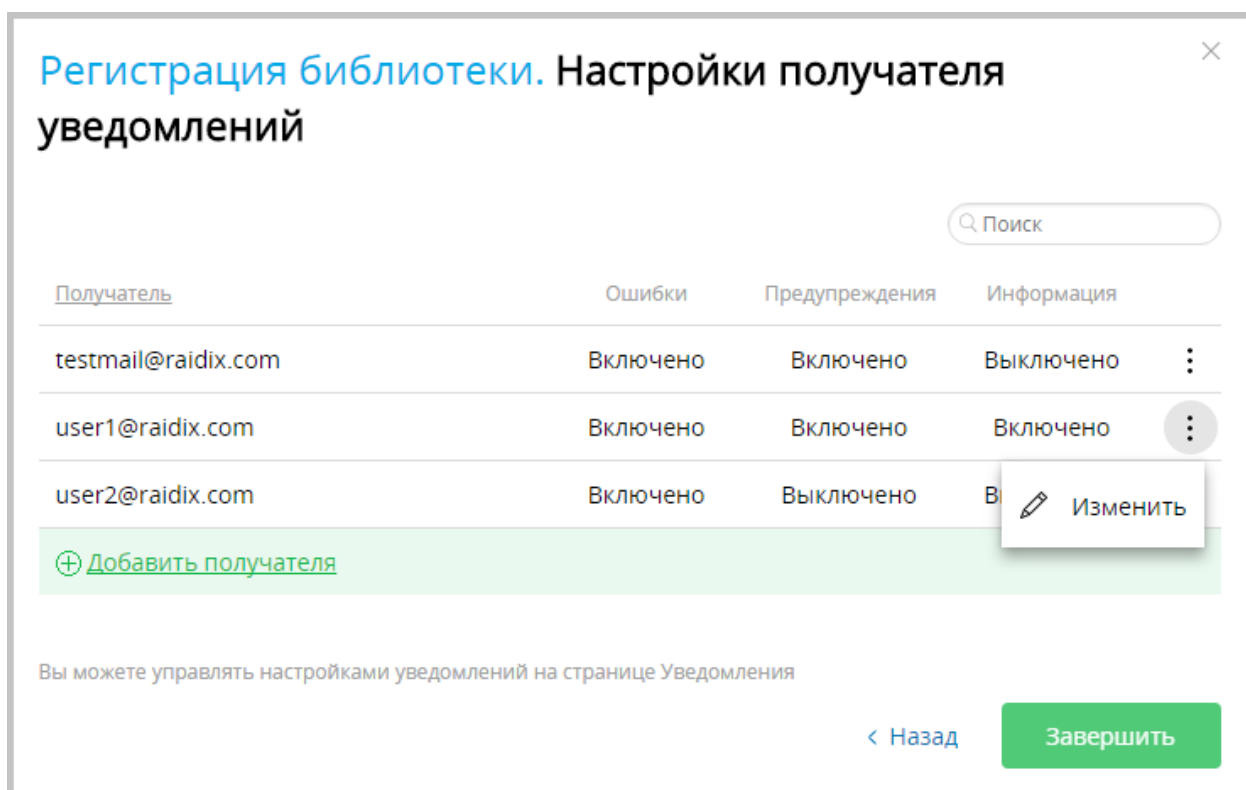 Регистрация библиотеки. Настройки получателя
уведомлений
Поиск
Получатель Ошибки Предупреждения Информация
testmail@raidix.com Включено Включено Выключено
user1@raidix.com Включено Включено Включено
user2@raidix.com Включено Выключено
Изменить
Добавить получателя
Вы можете управлять настройками уведомлений на странице Уведомления
< Назад Завершить